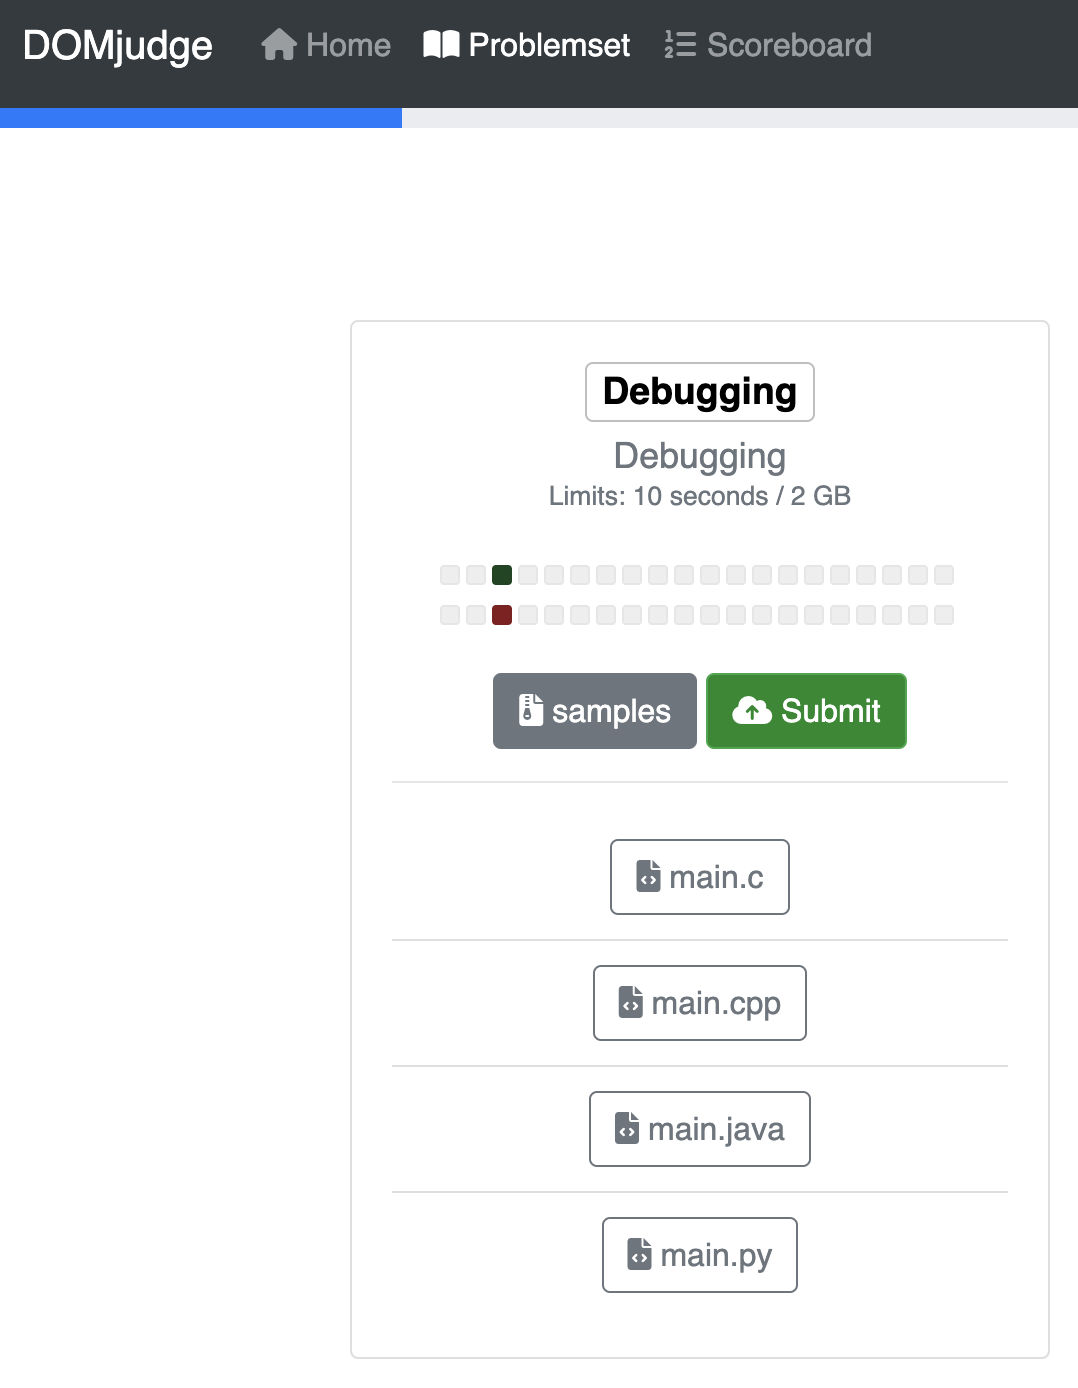 DOMjudge Home Problemset Scoreboard
Debugging
Debugging
Limits: 10 seconds / 2 GB
samples Submit
main.c
main.cpp
main.java
main.py